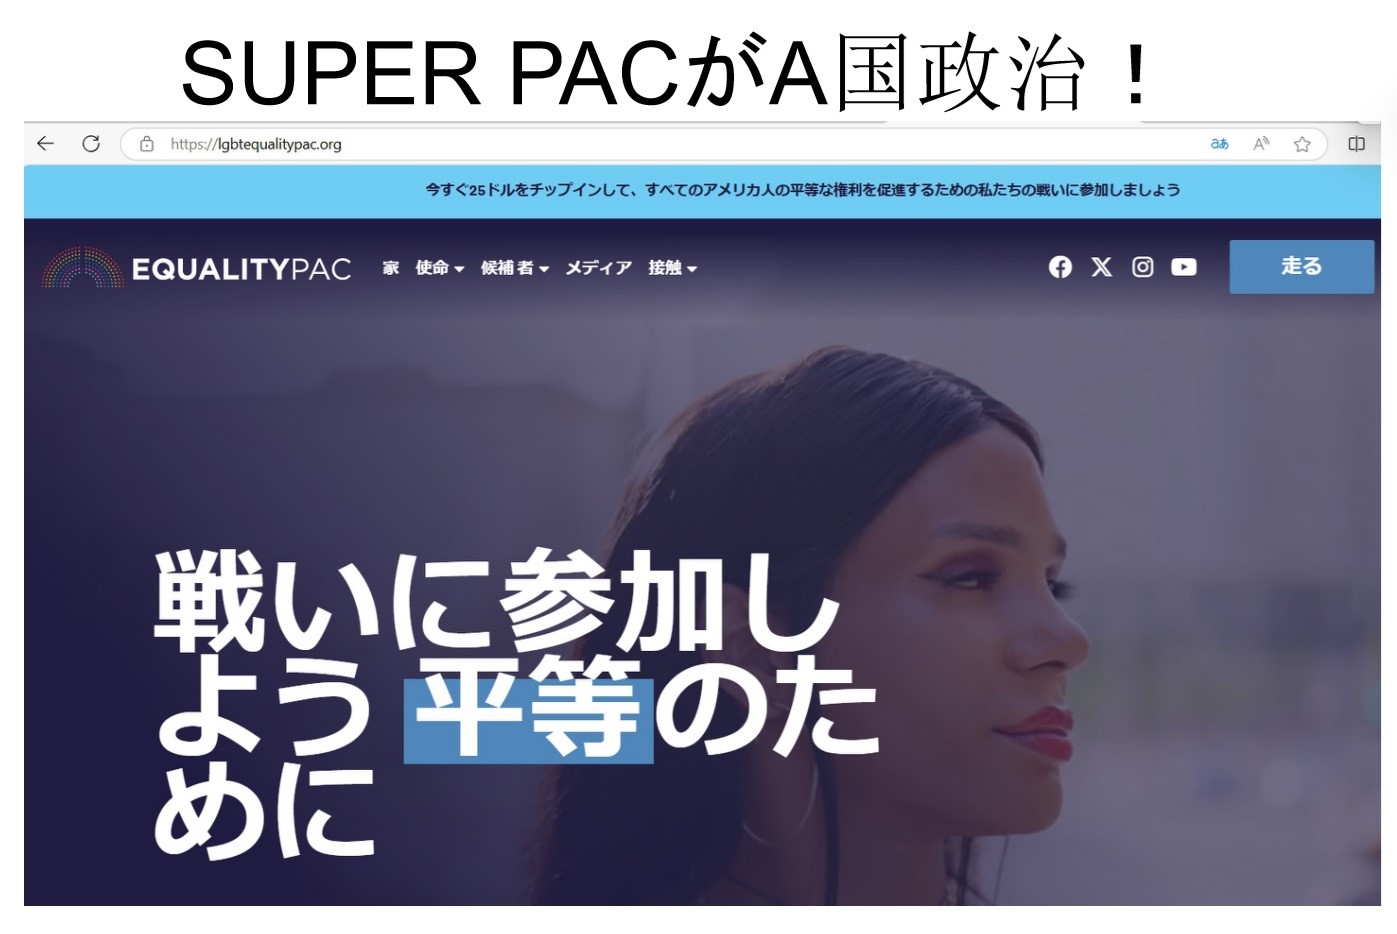 SUPER PACがA国政治！
https://lgbtequalitypac.org
今すぐ25ドルをチップインして、すべてのアメリカ人の平等な権利を促進するための私たちの戦いに参加しましょう
EQUALITYPAC 家 使命 候補者 メディア 接触 走る
戦いに参加し
よう 平等のた
めに